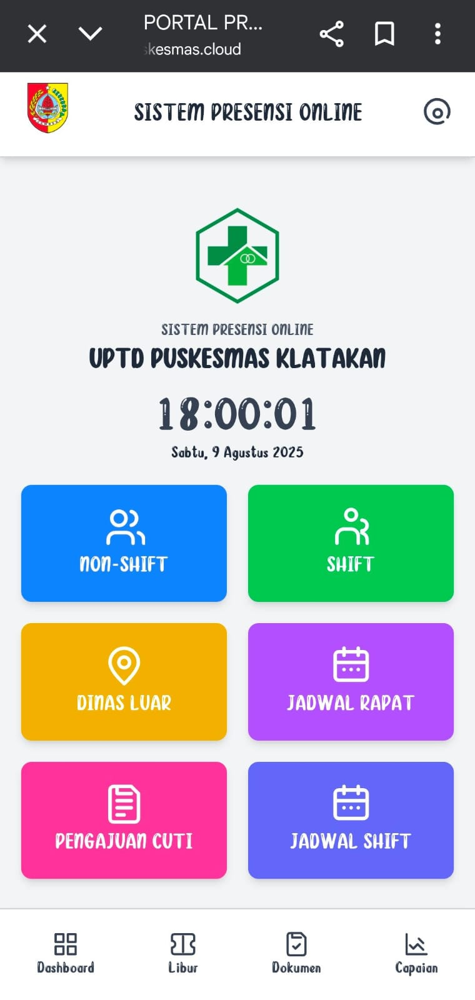 PORTAL PR...
skesmas.cloud
SISTEM PRESENSI ONLINE
SISTEM PRESENSI ONLINE
UPTD PUSKESMAS KLATAKAN
18:00:01
Sabtu, 9 Agustus 2025
NON-SHIFT
SHIFT
DINAS LUAR
JADWAL RAPAT
PENGAJUAN CUTI
JADWAL SHIFT
Dashboard
Libur
Dokumen
Capaian